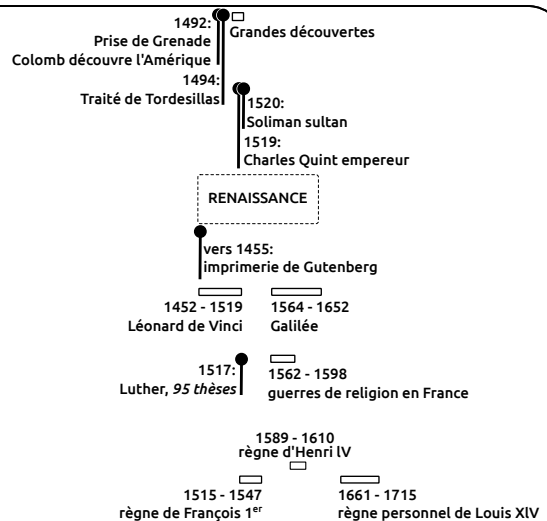 1492:
Prise de Grenade
Colomb découvre l'Amérique
Grandes découvertes
1494:
Traité de Tordesillas
1520:
Soliman sultan
1519:
Charles Quint empereur
RENAISSANCE
vers 1455:
imprimerie de Gutenberg
1452 - 1519
Léonard de Vinci
1564 - 1652
Galilée
1517:
Luther, 95 thèses
1562 - 1598
guerres de religion en France
1589 - 1610
règne d'Henri lV
1515 - 1547
règne de François 1er
1661 - 1715
règne personnel de Louis XlV